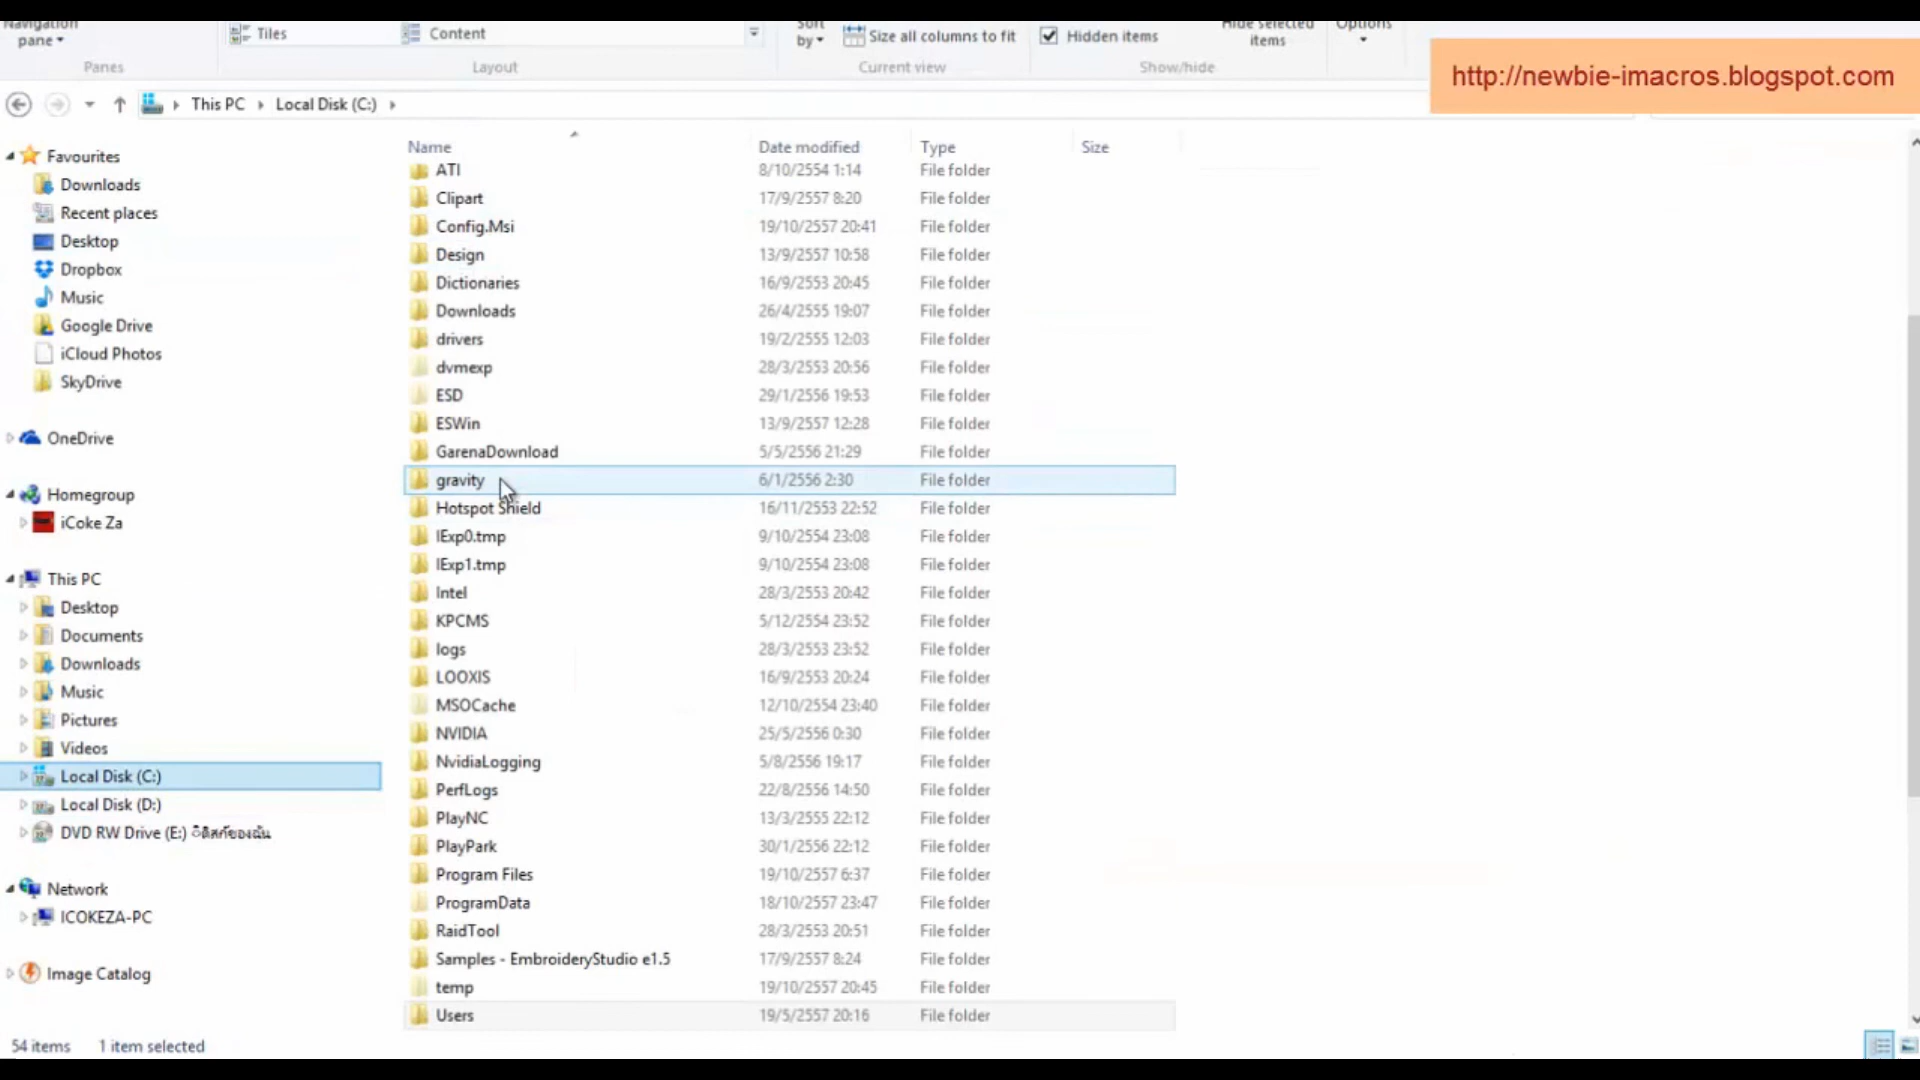 Navigation
pane
Tiles
Content
Sort
by
Size all columns to fit
Hidden items
Hide selected
items
Options
Panes
Layout
Current view
Show/hide
http://newbie-imacros.blogspot.com
This PC
Local Disk (C:)
Name Date modified Type Size
Favourites
Downloads
Recent places
Desktop
Dropbox
Music
Google Drive
iCloud Photos
SkyDrive
OneDrive
Homegroup
iCoke Za
This PC
Desktop
Documents
Downloads
Music
Pictures
Videos
Local Disk (C:)
Local Disk (D:)
DVD RW Drive (E:) ดิสก์ของฉัน
Network
ICOKEZA-PC
Image Catalog
ATI 8/10/2554 1:14 File folder
Clipart 17/9/2557 8:20 File folder
Config.Msi 19/10/2557 20:41 File folder
Design 13/9/2557 10:58 File folder
Dictionaries 16/9/2553 20:45 File folder
Downloads 26/4/2555 19:07 File folder
drivers 19/2/2555 12:03 File folder
dvmexp 28/3/2553 20:56 File folder
ESD 29/1/2556 19:53 File folder
ESWin 13/9/2557 12:28 File folder
GarenaDownload 5/5/2556 21:29 File folder
gravity 6/1/2556 2:30 File folder
Hotspot Shield 16/11/2553 22:52 File folder
IExp0.tmp 9/10/2554 23:08 File folder
IExp1.tmp 9/10/2554 23:08 File folder
Intel 28/3/2553 20:42 File folder
KPCMS 5/12/2554 23:52 File folder
logs 28/3/2553 23:52 File folder
LOOXIS 16/9/2553 20:24 File folder
MSOCache 12/10/2554 23:40 File folder
NVIDIA 25/5/2556 0:30 File folder
NvidiaLogging 5/8/2556 19:17 File folder
PerfLogs 22/8/2556 14:50 File folder
PlayNC 13/3/2555 22:12 File folder
PlayPark 30/1/2556 22:12 File folder
Program Files 19/10/2557 6:37 File folder
ProgramData 18/10/2557 23:47 File folder
RaidTool 28/3/2553 20:51 File folder
Samples - EmbroideryStudio e1.5 17/9/2557 8:24 File folder
temp 19/10/2557 20:45 File folder
Users 19/5/2557 20:16 File folder
54 items 1 item selected